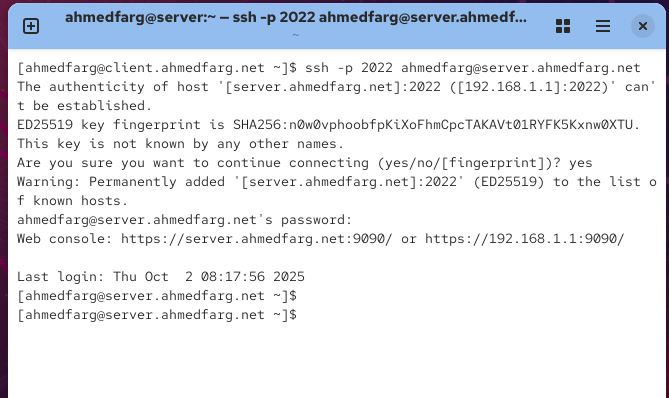 ahmedfarg@server:~ — ssh -p 2022 ahmedfarg@server.ahmedf...
~
[ahmedfarg@client.ahmedfarg.net ~]$ ssh -p 2022 ahmedfarg@server.ahmedfarg.net
The authenticity of host '[server.ahmedfarg.net]:2022 ([192.168.1.1]:2022)' can'
t be established.
ED25519 key fingerprint is SHA256:n0w0vphoobfpKiXoFhmCpcTAKAVt01RYFK5Kxnw0XTU.
This key is not known by any other names.
Are you sure you want to continue connecting (yes/no/[fingerprint])? yes
Warning: Permanently added '[server.ahmedfarg.net]:2022' (ED25519) to the list o
f known hosts.
ahmedfarg@server.ahmedfarg.net's password:
Web console: https://server.ahmedfarg.net:9090/ or https://192.168.1.1:9090/
Last login: Thu Oct  2 08:17:56 2025
[ahmedfarg@server.ahmedfarg.net ~]$
[ahmedfarg@server.ahmedfarg.net ~]$